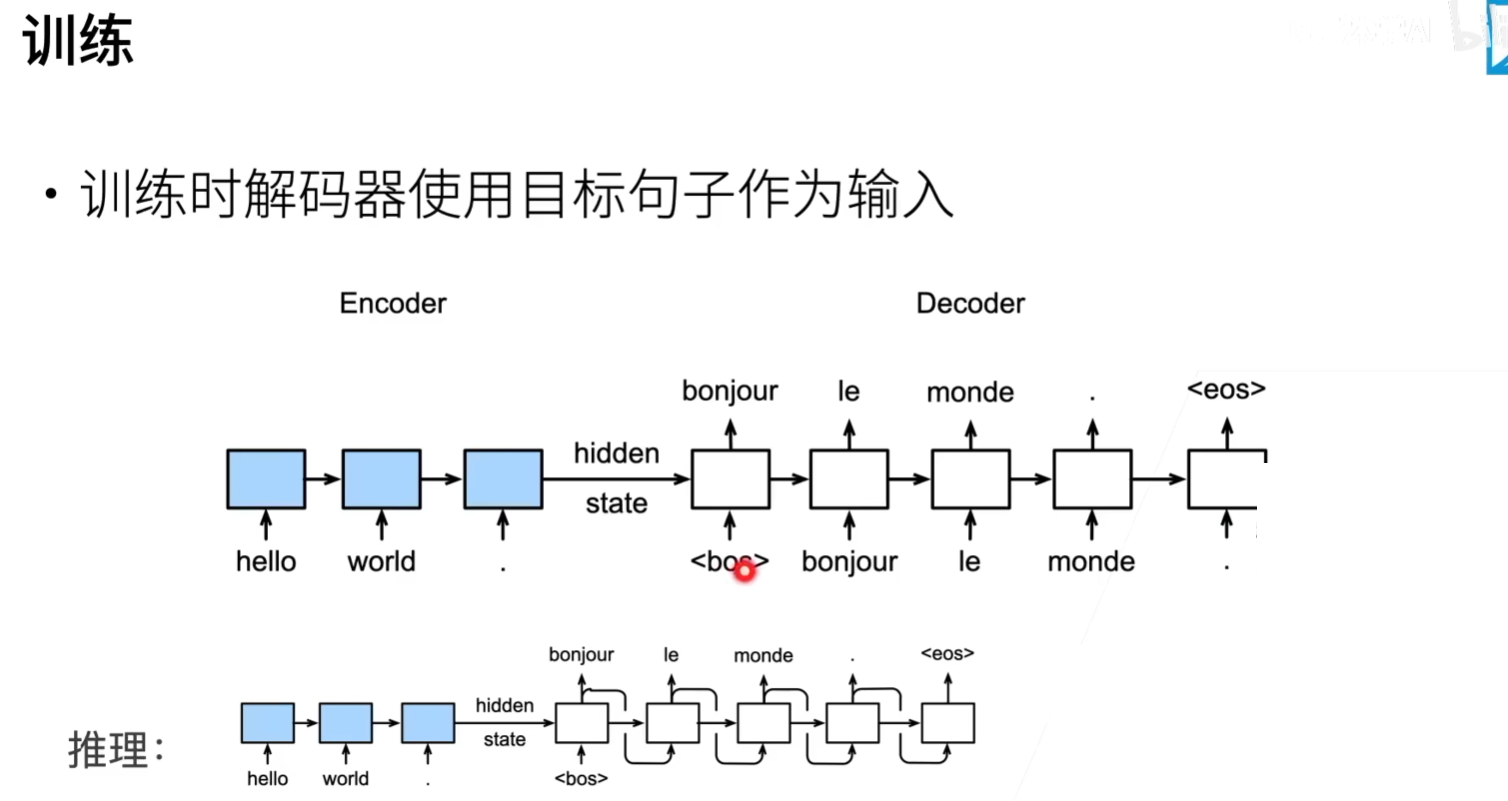 训练
• 训练时解码器使用目标句子作为输入
Encoder Decoder
bonjour le monde . <eos>
hidden
state
hello world . <bos> bonjour le monde .
bonjour le monde . <eos>
hidden
推理：
state
hello world . <bos>